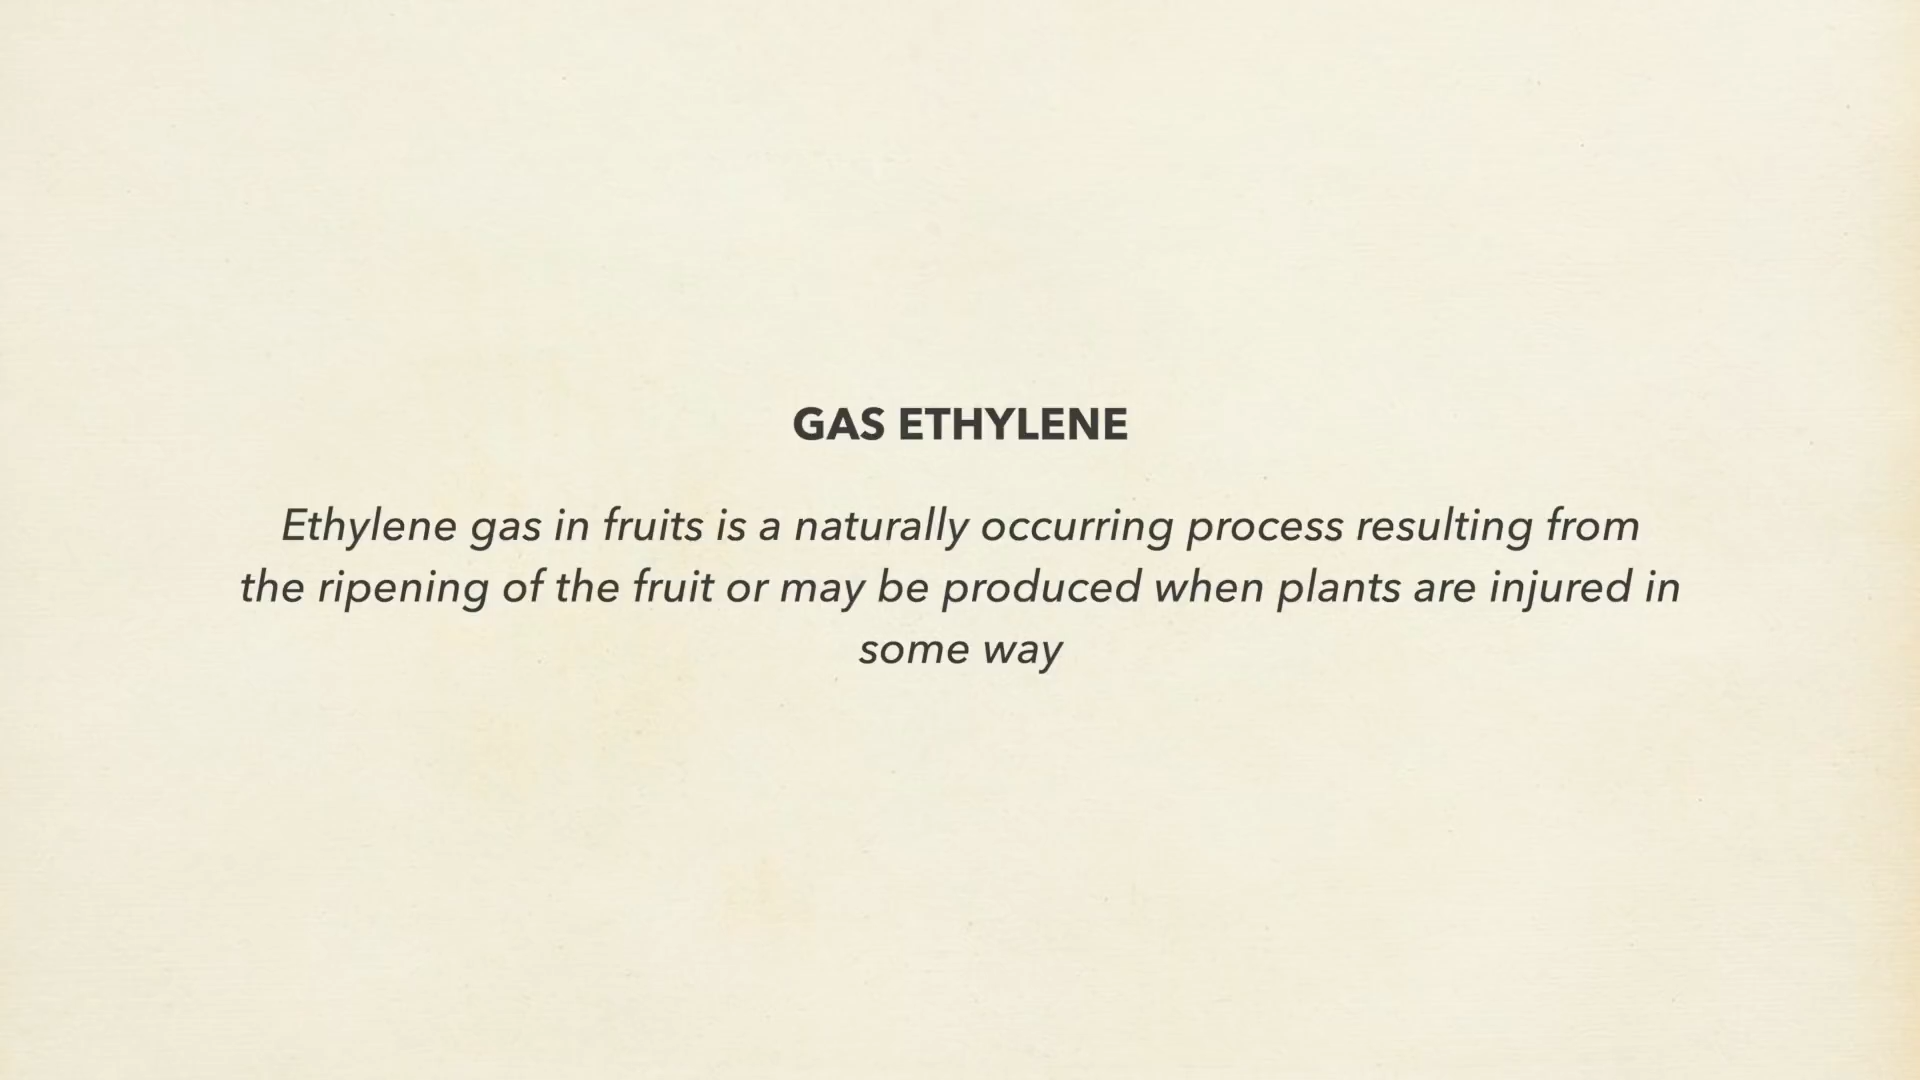 GAS ETHYLENE
Ethylene gas in fruits is a naturally occurring process resulting from
the ripening of the fruit or may be produced when plants are injured in
some way